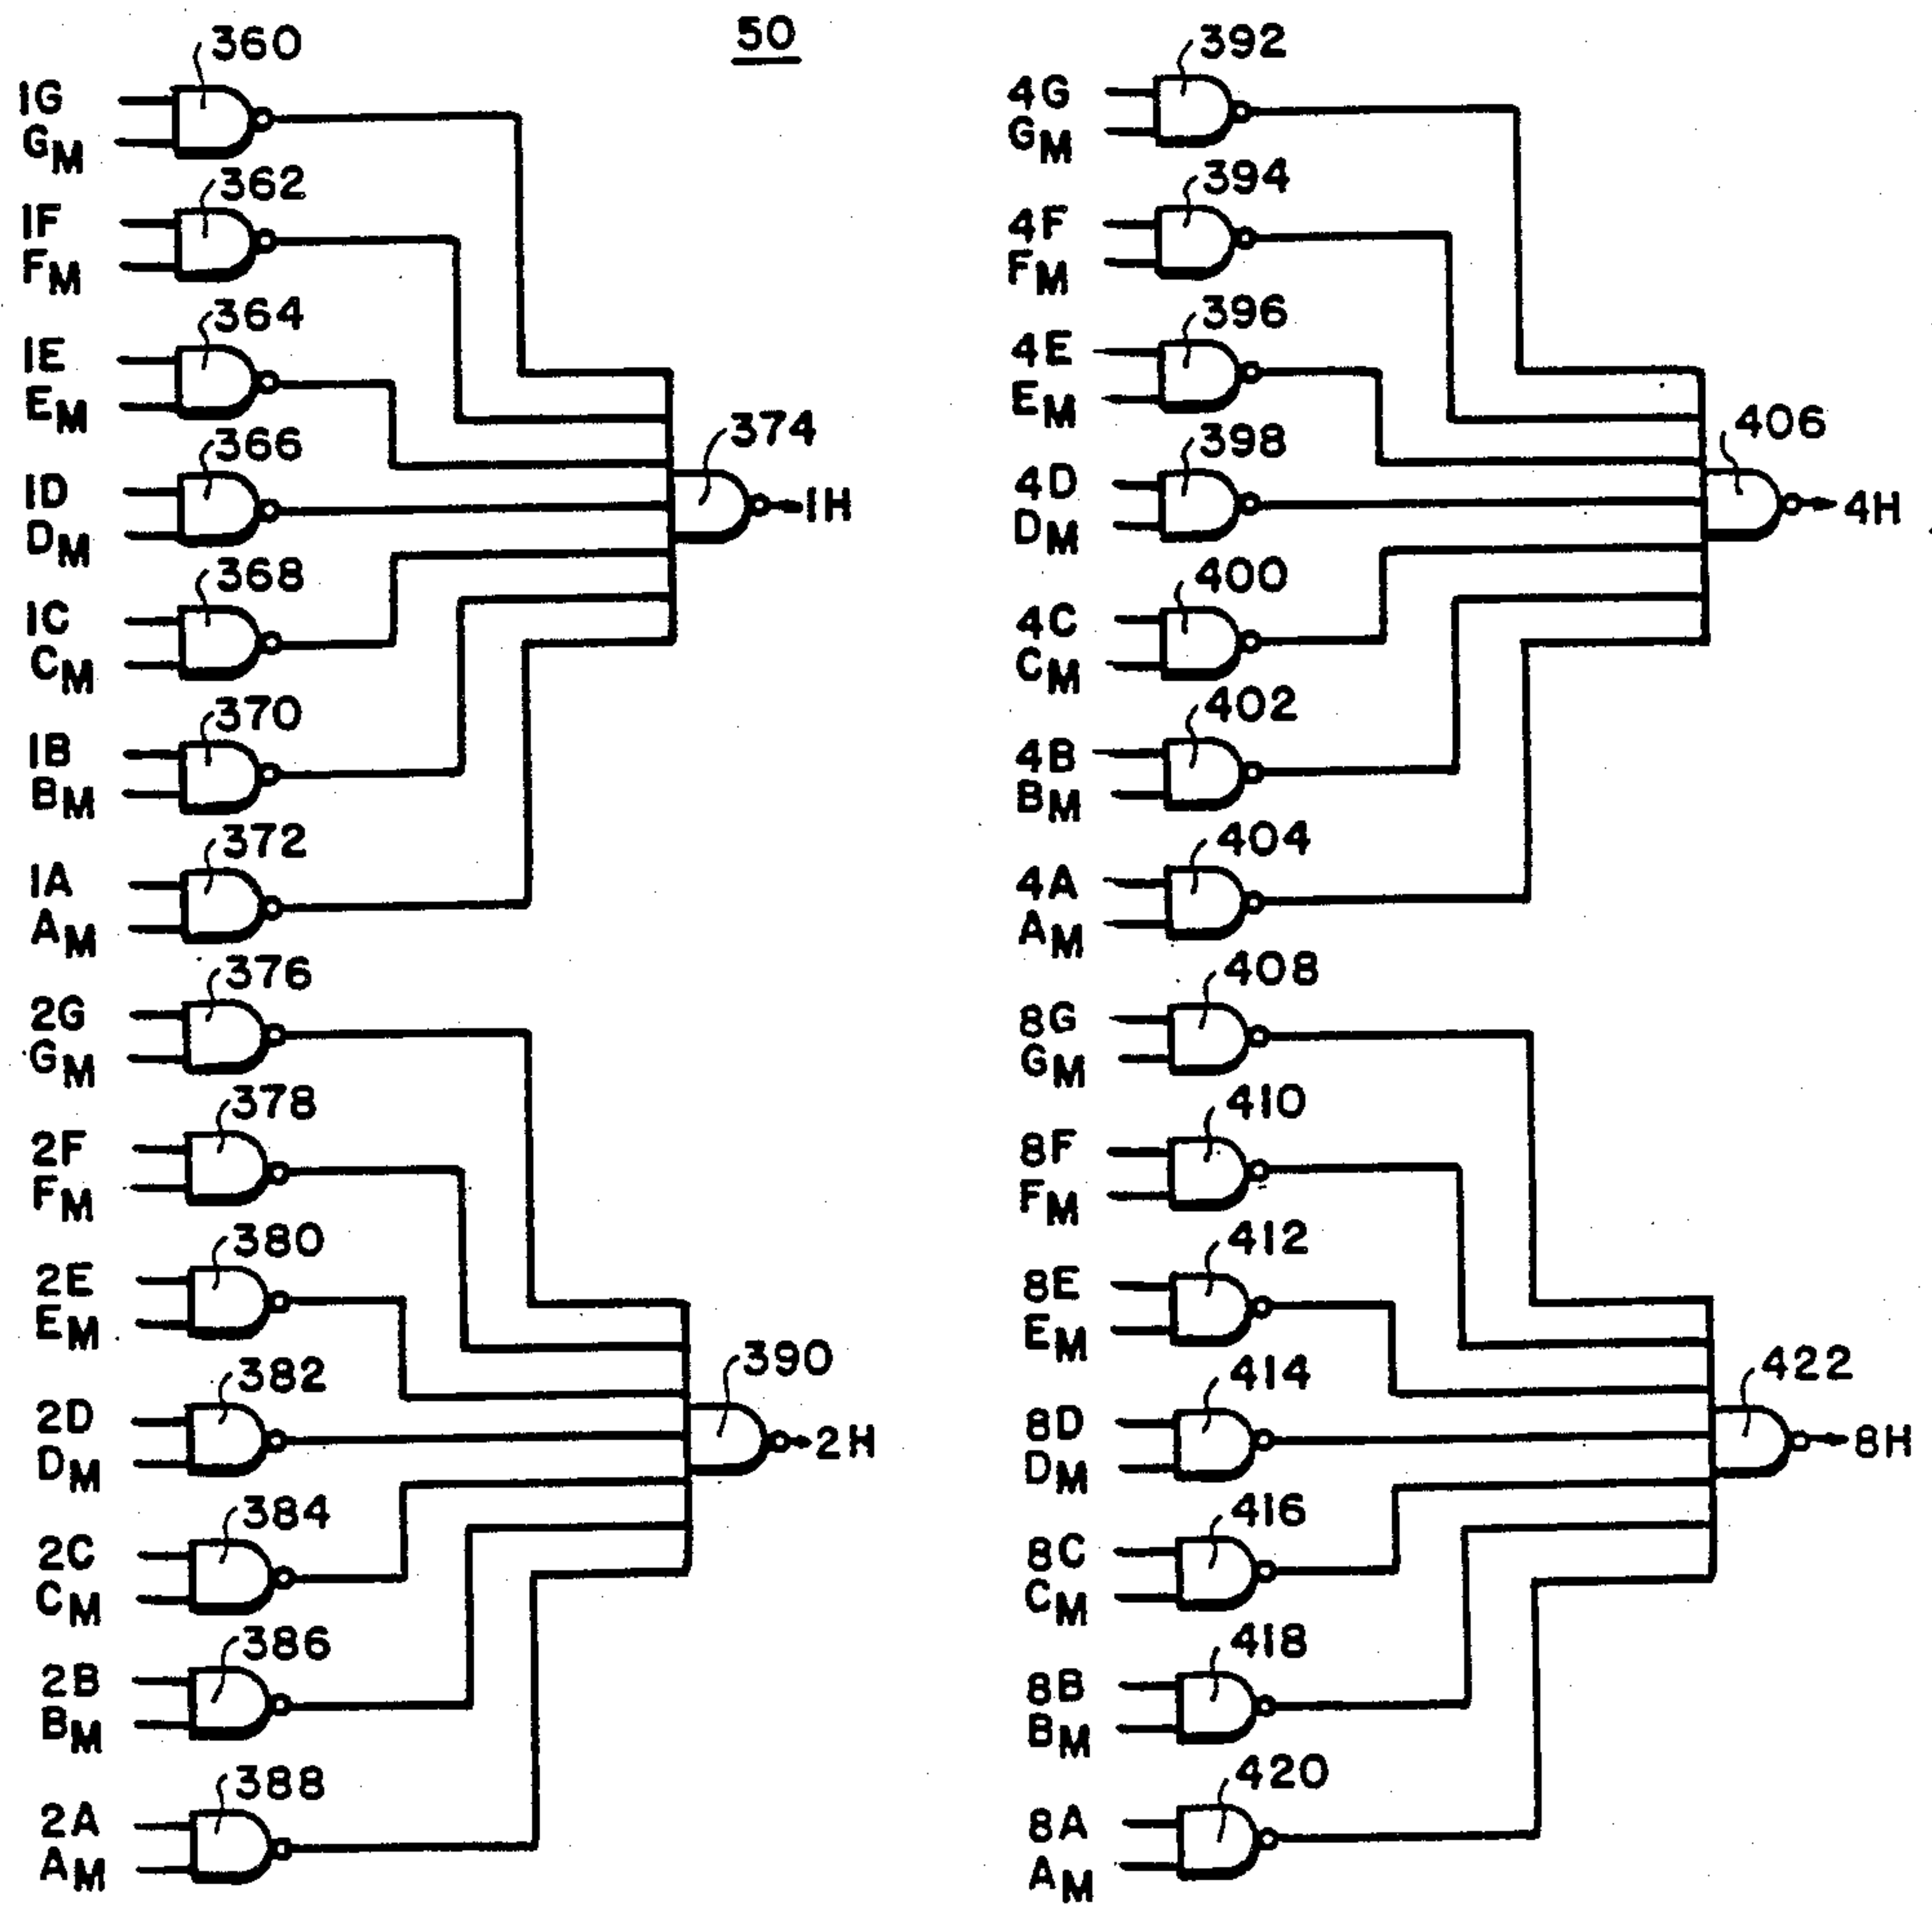 50
360
1G
GM
362
1F
FM
364
1E
EM
366
1D
DM
374
1H
368
1C
CM
370
1B
BM
372
1A
AM
376
2G
GM
378
2F
FM
380
2E
EM
382
2D
DM
390
2H
384
2C
CM
386
2B
BM
388
2A
AM
392
4G
GM
394
4F
FM
396
4E
EM
398
4D
DM
406
4H
400
4C
CM
402
4B
BM
404
4A
AM
408
8G
GM
410
8F
FM
412
8E
EM
414
8D
DM
422
8H
416
8C
CM
418
8B
BM
420
8A
AM